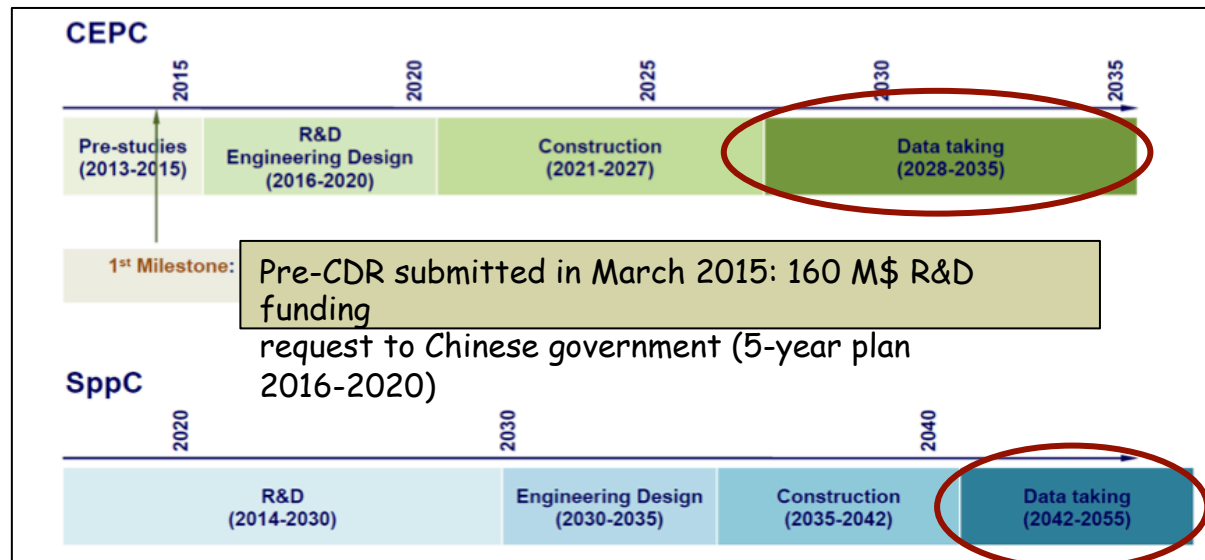 CEPC
2015
2020
2025
2030
2035
Pre-studies
(2013-2015)
R&D
Engineering Design
(2016-2020)
Construction
(2021-2027)
Data taking
(2028-2035)
1st Milestone:
Pre-CDR submitted in March 2015: 160 M$ R&D
funding
request to Chinese government (5-year plan
2016-2020)
SppC
2020
2030
2040
R&D
(2014-2030)
Engineering Design
(2030-2035)
Construction
(2035-2042)
Data taking
(2042-2055)